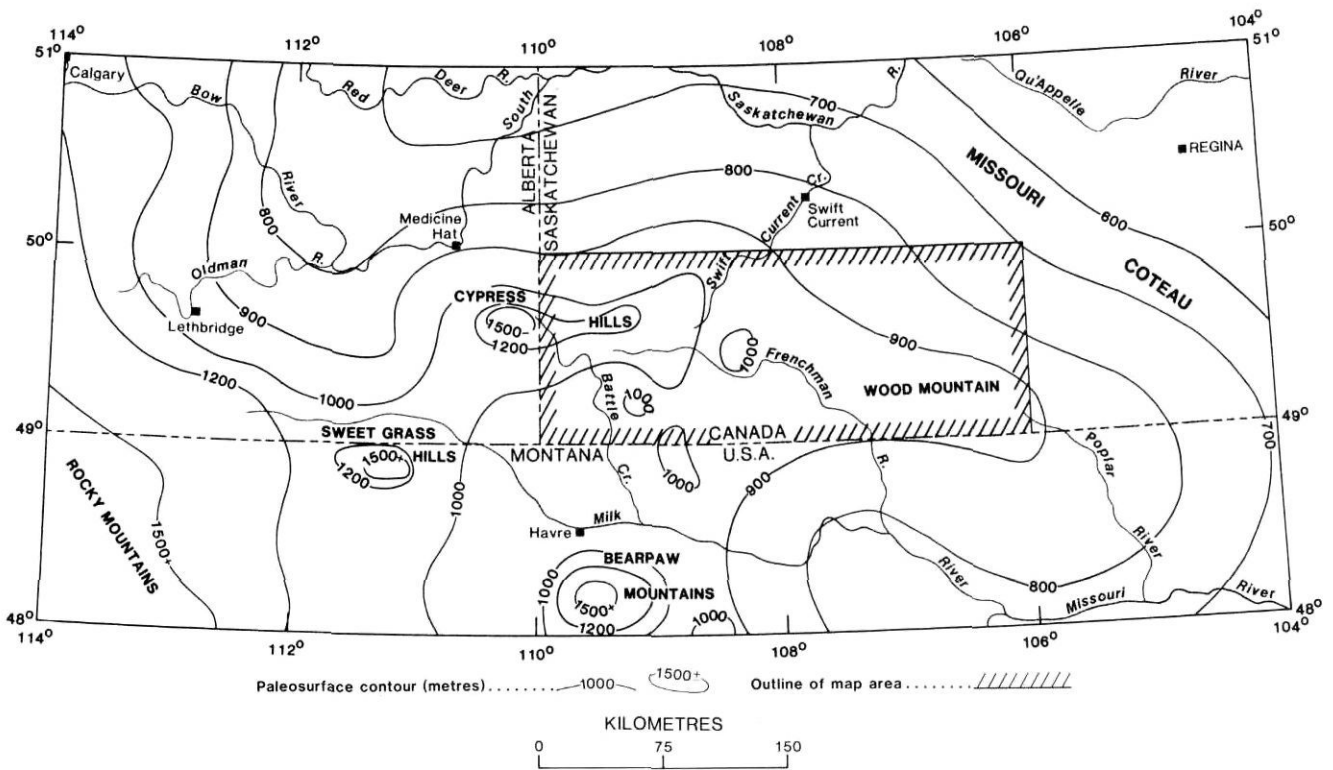 114° 112° 110° 108° 106° 104°
51° 51°
Calgary
Bow
River
Red Deer R.
South
Saskatchewan
R.
Qu'Appelle River
REGINA
700
ALBERTA
SASKATCHEWAN
MISSOURI
COTEAU
600
800
800
Medicine
Hat
Swift Current Cr.
Swift
Current
50° 50°
Oldman R.
Lethbridge
900
CYPRESS
HILLS
1500-
1200
1000
Frenchman
R.
900
WOOD MOUNTAIN
1200
1000
Battle
Cr.
1000
49° 49°
SWEET GRASS
HILLS
1500+
1200
MONTANA
CANADA
U.S.A.
1000
Poplar
River
700
ROCKY MOUNTAINS
1500+
1000
900
Havre
Milk
River
BEARPAW
MOUNTAINS
1000
1500+
1200
1000
800
Missouri River
48° 48°
114° 112° 110° 108° 106° 104°
Paleosurface contour (metres)....... 1000 1500+ Outline of map area ........
KILOMETRES
0 75 150